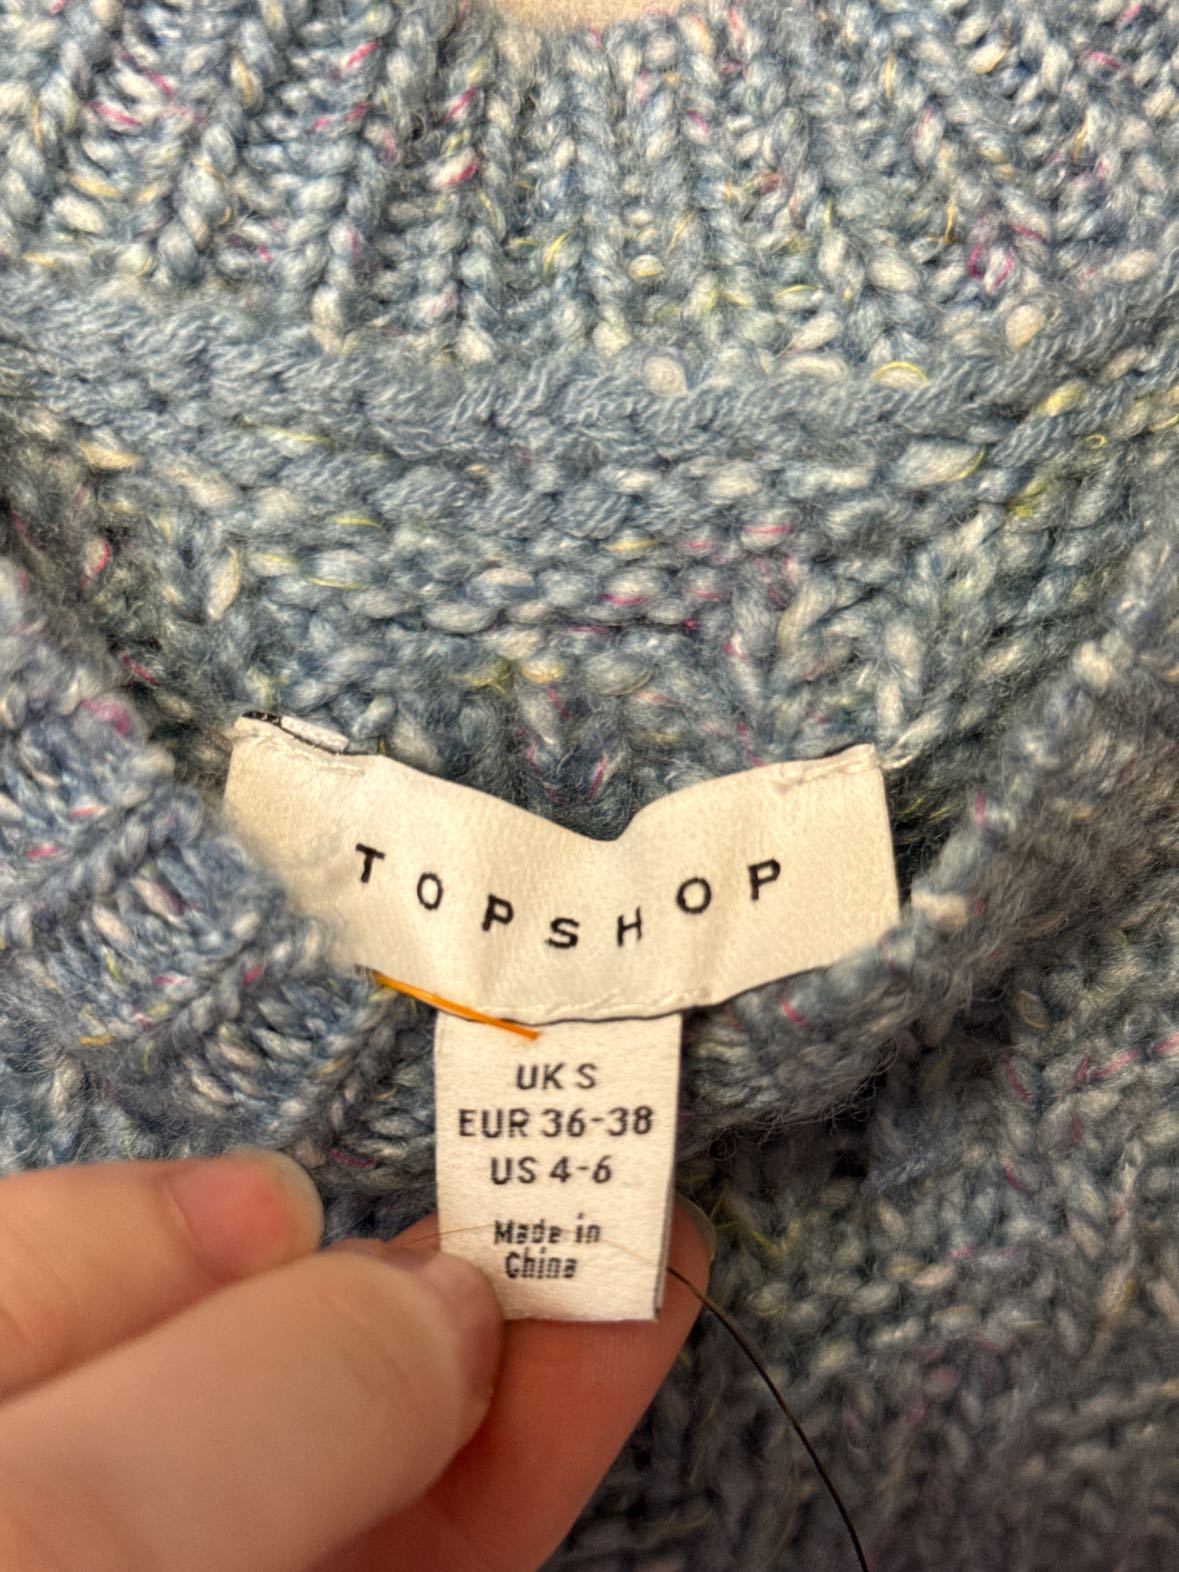 TOPSHOP
UK S
EUR 36-38
US 4-6
Made in
China